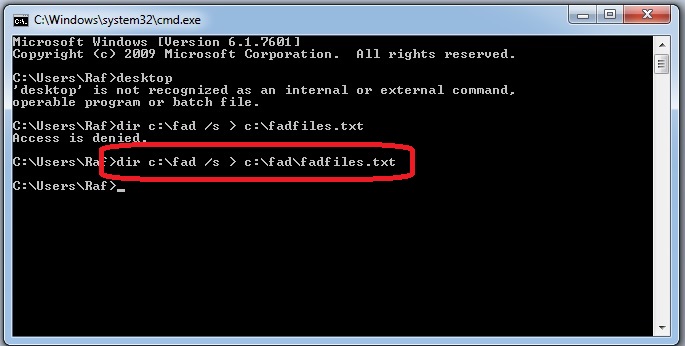 C:\Windows\system32\cmd.exe
Microsoft Windows [Version 6.1.7601]
Copyright (c) 2009 Microsoft Corporation.  All rights reserved.
C:\Users\Raf>desktop
'desktop' is not recognized as an internal or external command,
operable program or batch file.
C:\Users\Raf>dir c:\fad /s > c:\fadfiles.txt
Access is denied.
C:\Users\Raf>dir c:\fad /s > c:\fad\fadfiles.txt
C:\Users\Raf>_